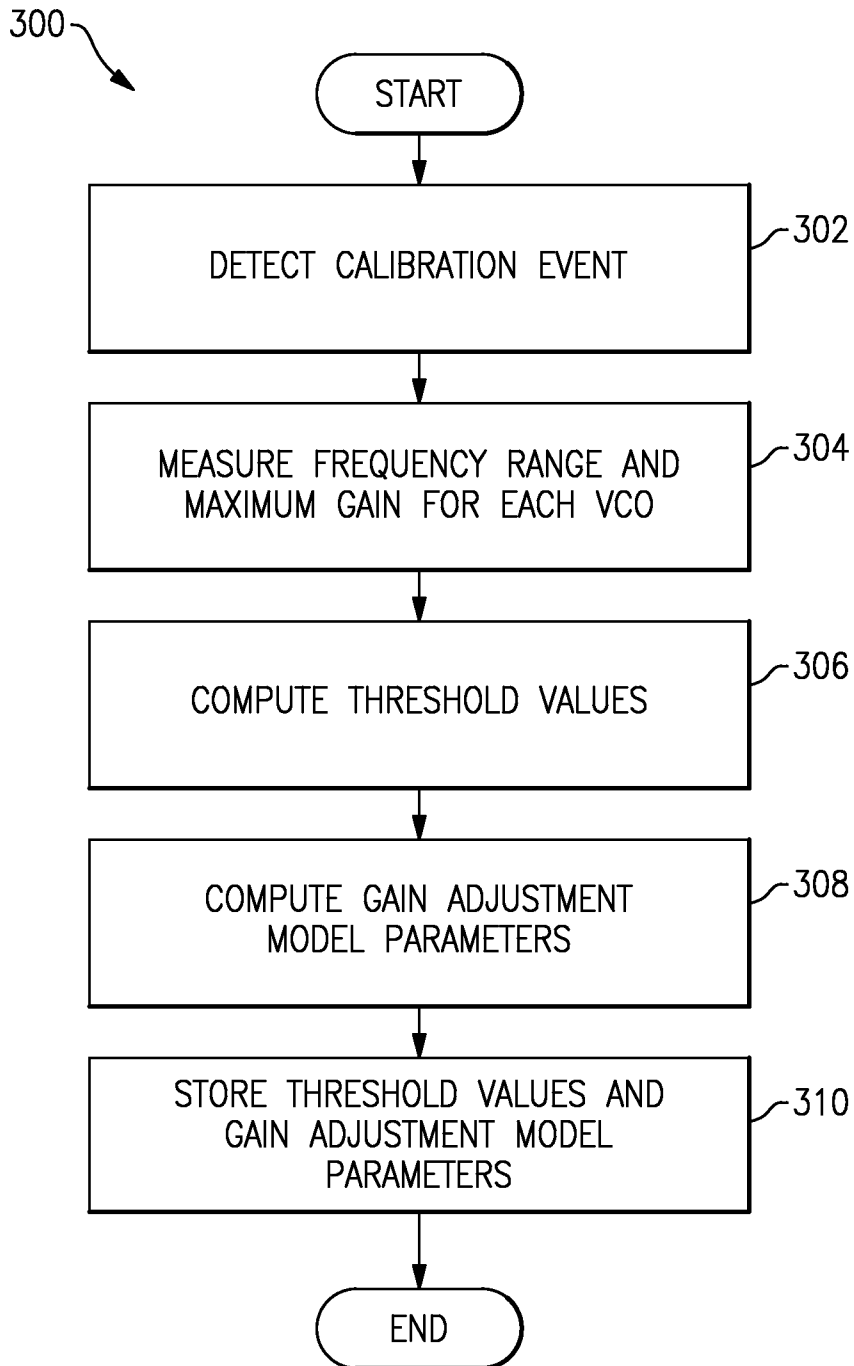 300
START
DETECT CALIBRATION EVENT
302
MEASURE FREQUENCY RANGE AND
MAXIMUM GAIN FOR EACH VCO
304
COMPUTE THRESHOLD VALUES
306
COMPUTE GAIN ADJUSTMENT
MODEL PARAMETERS
308
STORE THRESHOLD VALUES AND
GAIN ADJUSTMENT MODEL
PARAMETERS
310
END